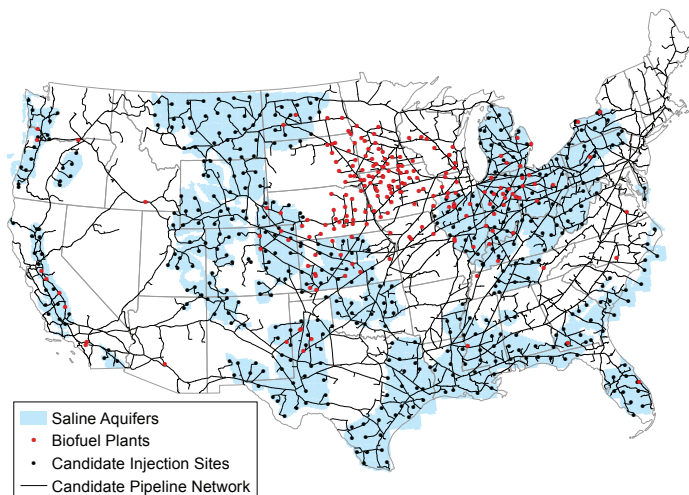 Saline Aquifers
Biofuel Plants
Candidate Injection Sites
Candidate Pipeline Network